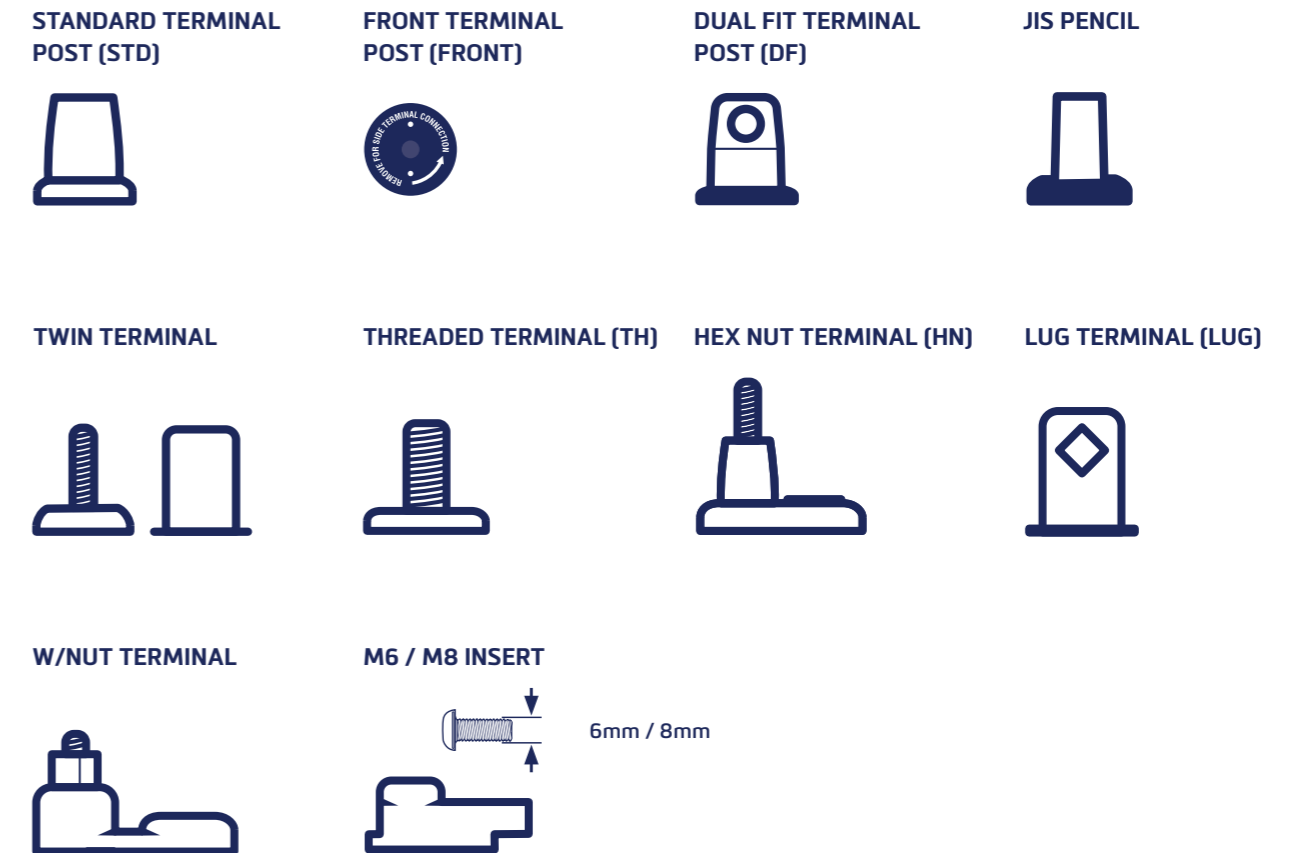 STANDARD TERMINAL
POST (STD)
FRONT TERMINAL
POST (FRONT)
DUAL FIT TERMINAL
POST (DF)
JIS PENCIL
REMOVE FOR SIDE TERMINAL CONNECTION
TWIN TERMINAL
THREADED TERMINAL (TH)
HEX NUT TERMINAL (HN)
LUG TERMINAL (LUG)
W/NUT TERMINAL
M6 / M8 INSERT
6mm / 8mm